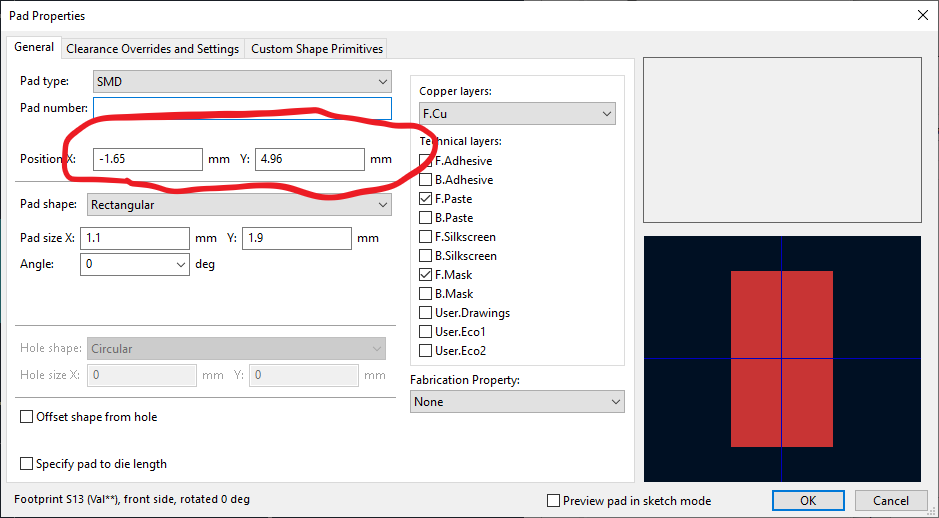 Pad Properties
General Clearance Overrides and Settings Custom Shape Primitives
Pad type: SMD
Pad number:
Position X: -1.65 mm Y: 4.96 mm
Pad shape: Rectangular
Pad size X: 1.1 mm Y: 1.9 mm
Angle: 0 deg
Hole shape: Circular
Hole size X: 0 mm Y: 0 mm
Offset shape from hole
Specify pad to die length
Copper layers:
F.Cu
Technical layers:
F.Adhesive
B.Adhesive
F.Paste
B.Paste
F.Silkscreen
B.Silkscreen
F.Mask
B.Mask
User.Drawings
User.Eco1
User.Eco2
Fabrication Property:
None
Footprint S13 (Val**), front side, rotated 0 deg
Preview pad in sketch mode
OK
Cancel